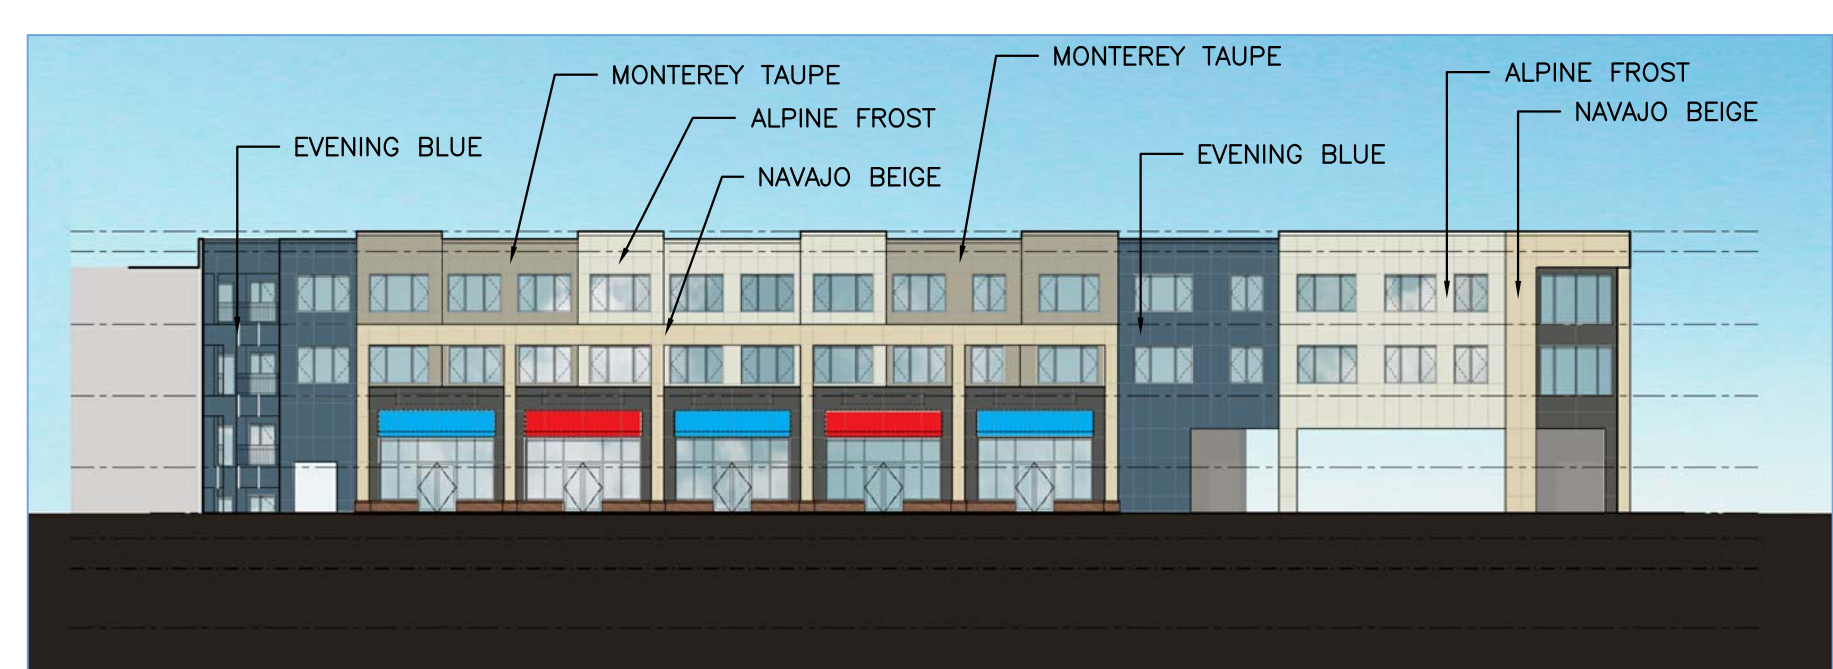 MONTEREY TAUPE
MONTEREY TAUPE
ALPINE FROST
ALPINE FROST
NAVAJO BEIGE
EVENING BLUE
EVENING BLUE
NAVAJO BEIGE